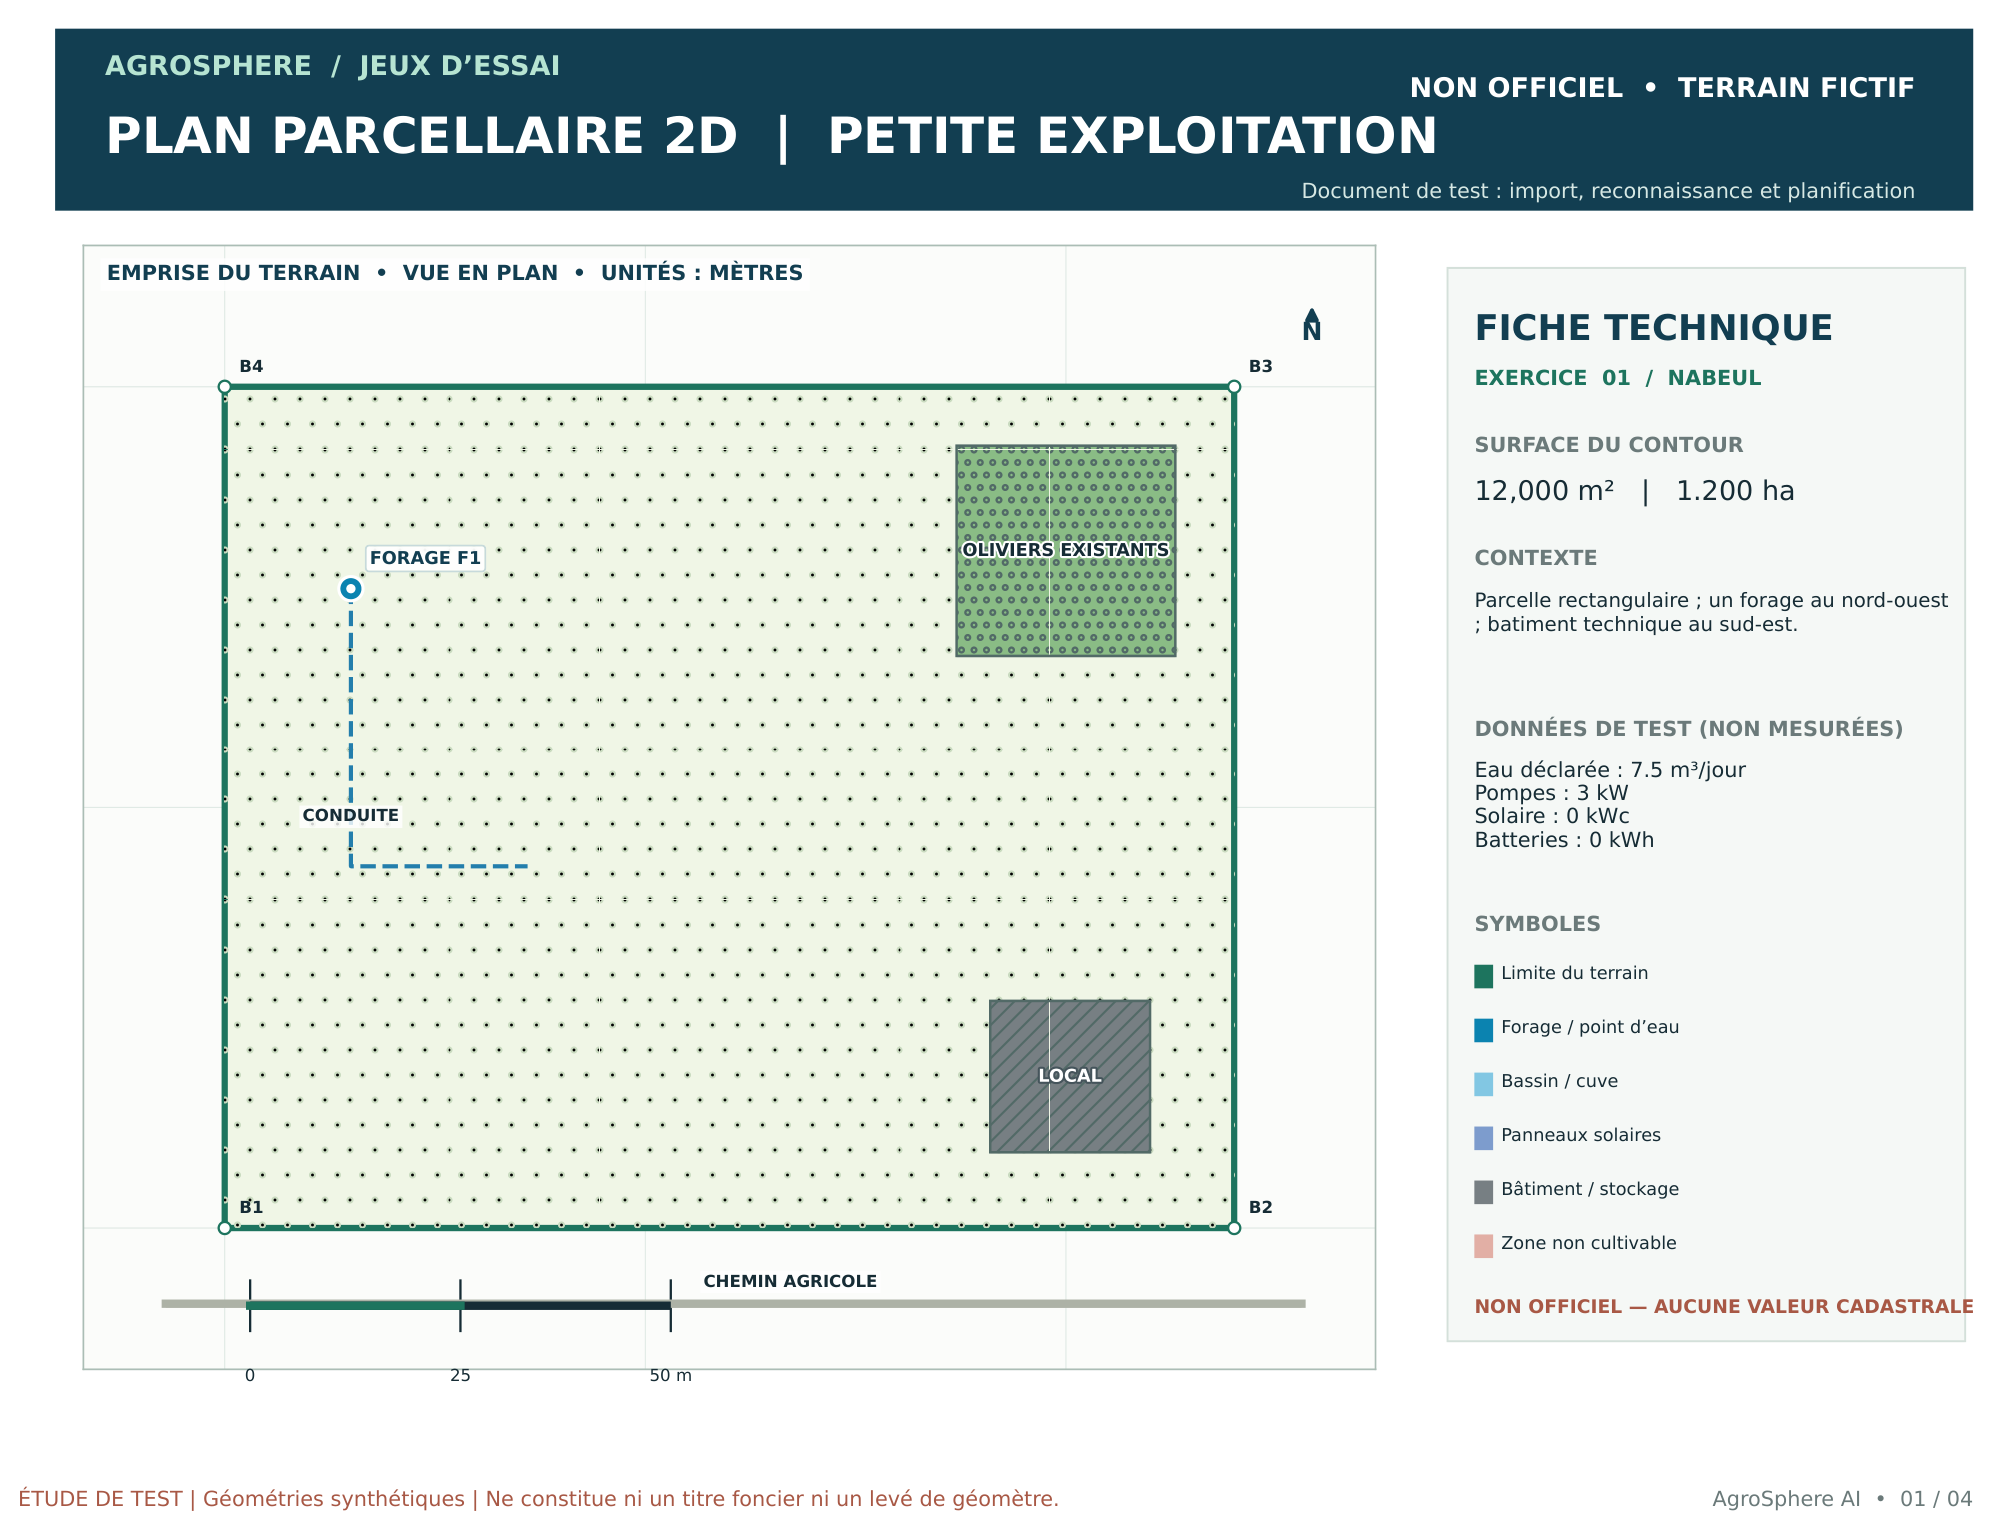 AGROSPHERE / JEUX D’ESSAI
NON OFFICIEL • TERRAIN FICTIF
PLAN PARCELLAIRE 2D | PETITE EXPLOITATION
Document de test : import, reconnaissance et planification
EMPRISE DU TERRAIN • VUE EN PLAN • UNITÉS : MÈTRES
N
B4
B3
FORAGE F1
OLIVIERS EXISTANTS
CONDUITE
LOCAL
B1
B2
CHEMIN AGRICOLE
0
25
50 m
FICHE TECHNIQUE
EXERCICE 01 / NABEUL
SURFACE DU CONTOUR
12,000 m² | 1.200 ha
CONTEXTE
Parcelle rectangulaire ; un forage au nord-ouest
; batiment technique au sud-est.
DONNÉES DE TEST (NON MESURÉES)
Eau déclarée : 7.5 m³/jour
Pompes : 3 kW
Solaire : 0 kWc
Batteries : 0 kWh
SYMBOLES
Limite du terrain
Forage / point d’eau
Bassin / cuve
Panneaux solaires
Bâtiment / stockage
Zone non cultivable
NON OFFICIEL — AUCUNE VALEUR CADASTRALE
ÉTUDE DE TEST | Géométries synthétiques | Ne constitue ni un titre foncier ni un levé de géomètre.
AgroSphere AI • 01 / 04